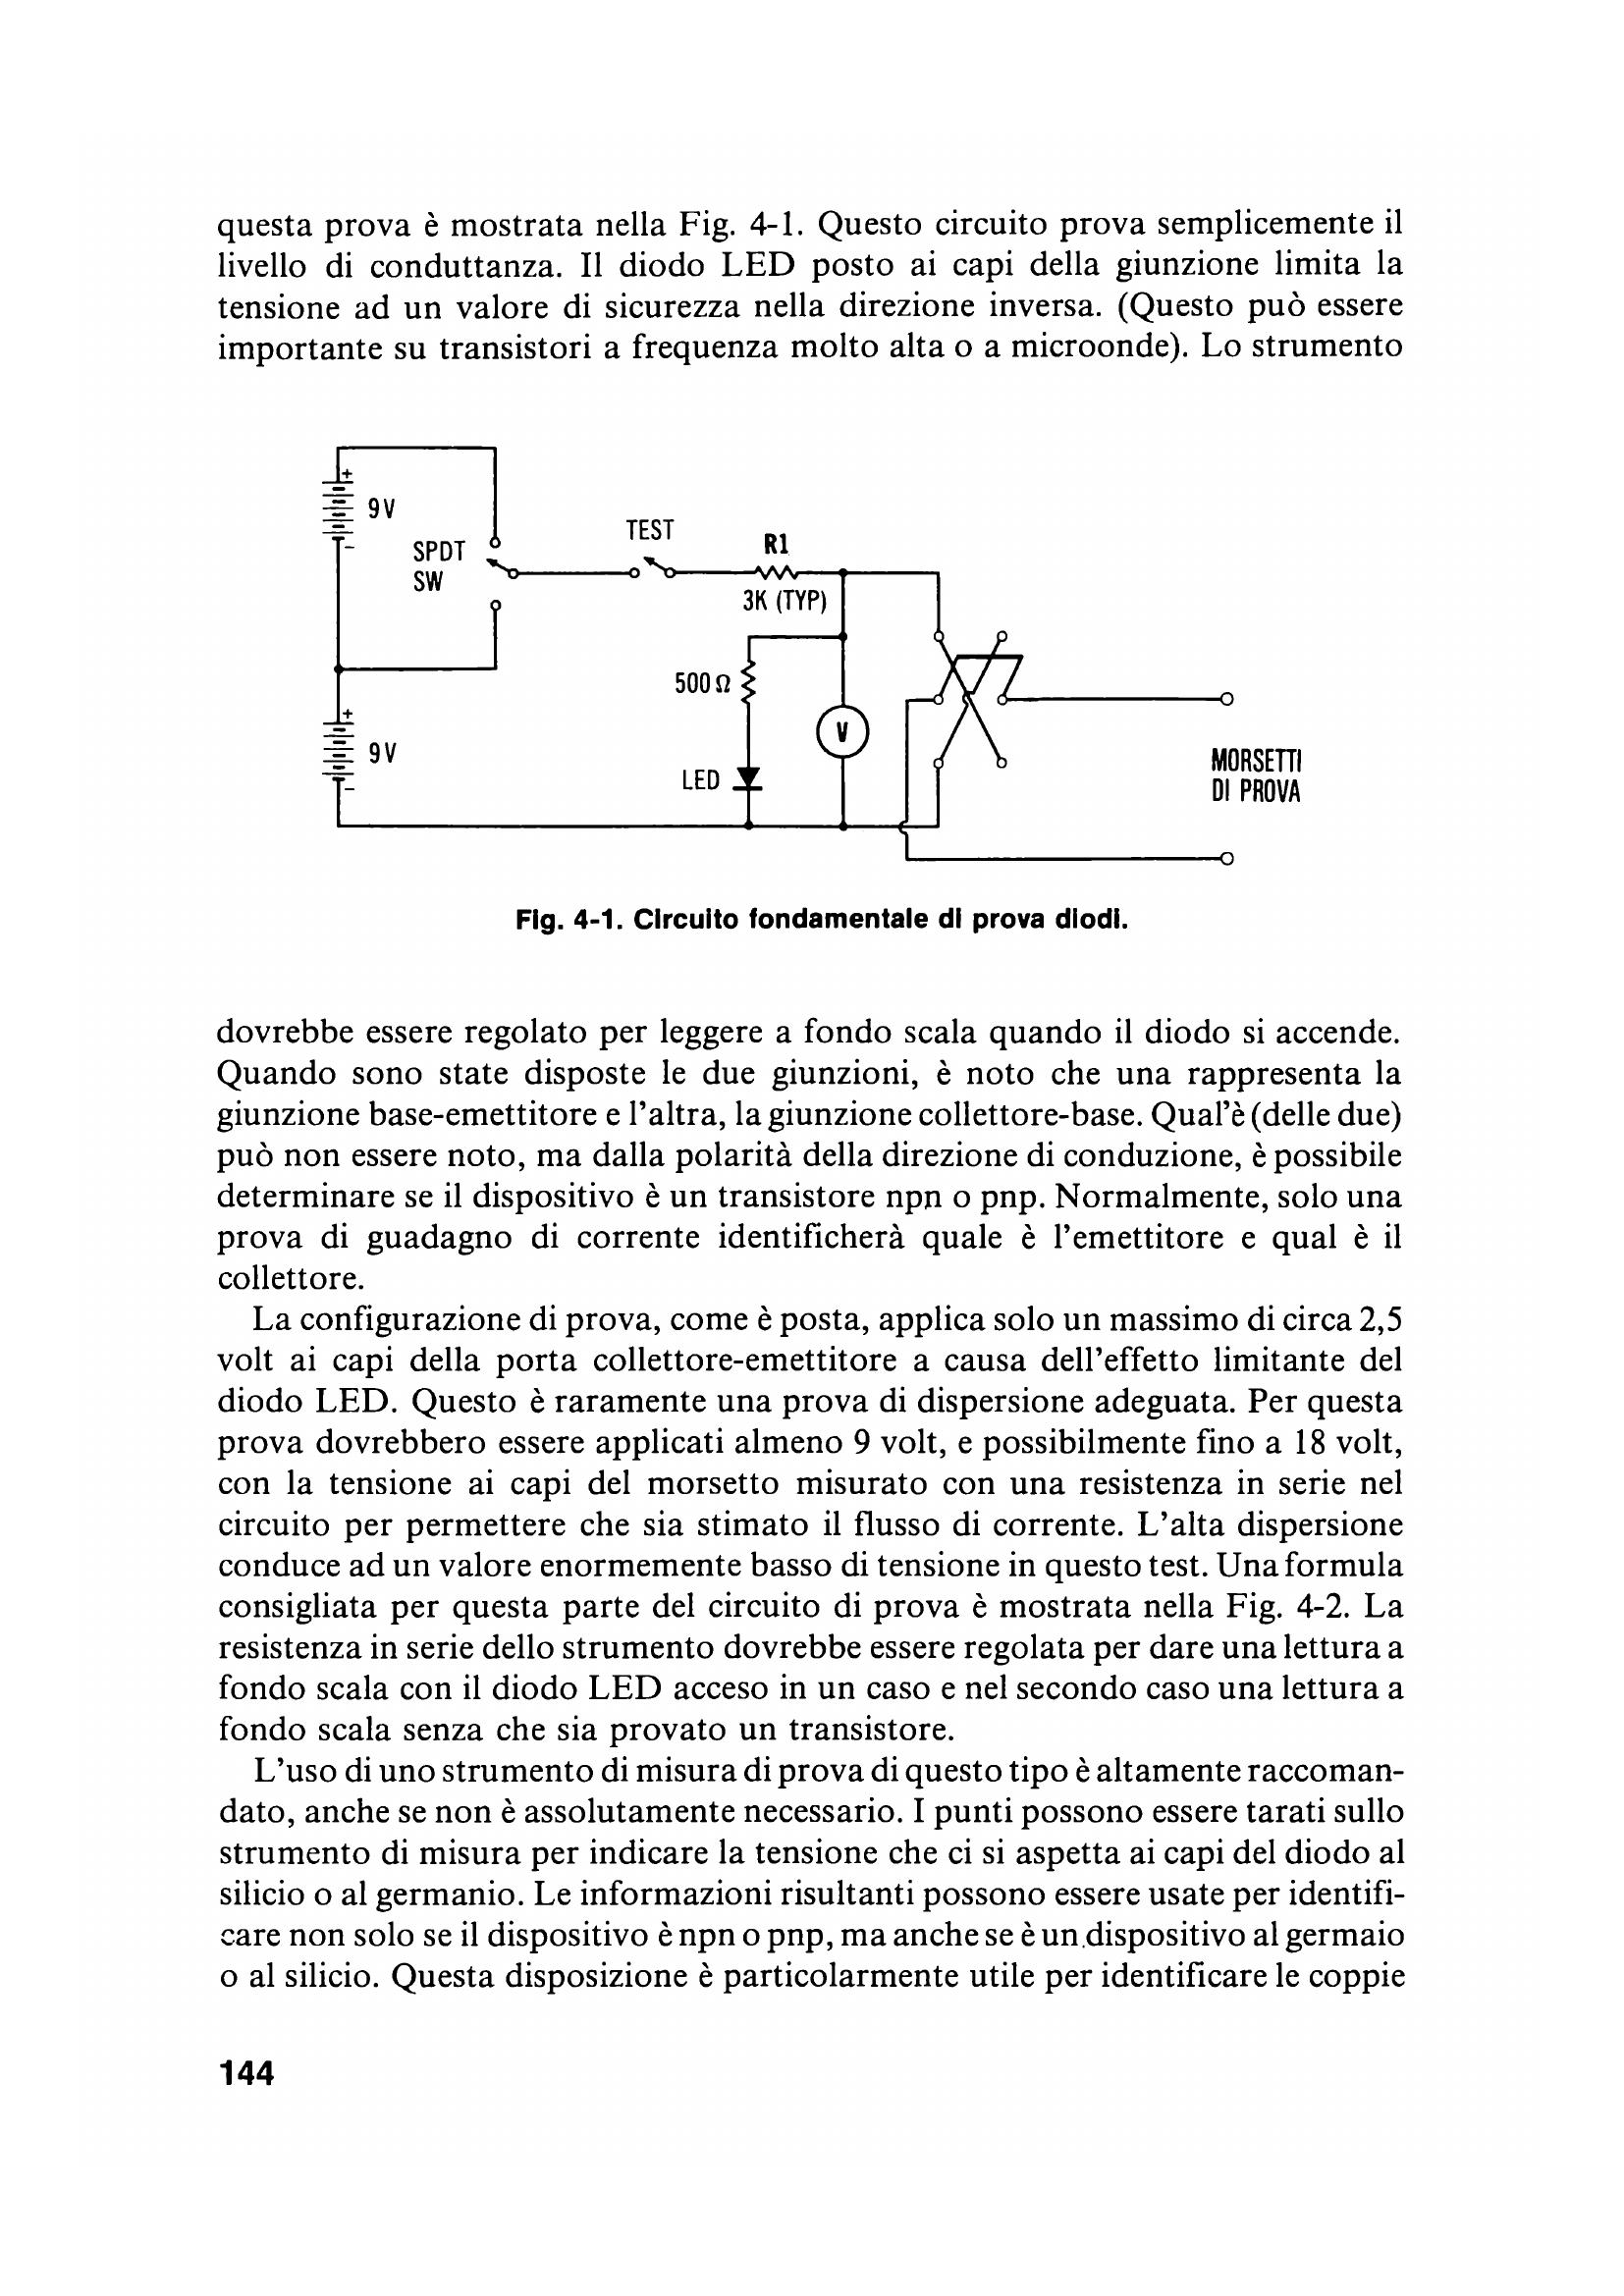 questa prova è mostrata nella Fig. 4-1. Questo circuito prova semplicemente il
livello di conduttanza. Il diodo LED posto ai capi della giunzione limita la
tensione ad un valore di sicurezza nella direzione inversa. (Questo può essere
importante su transistori a frequenza molto alta o a microonde). Lo strumento
+
9V
-
SPDT
SW
TEST
R1
3K (TYP)
500Ω
V
LED
+
9V
-
MORSETTI
DI PROVA
Fig. 4-1. Circuito fondamentale di prova diodi.
dovrebbe essere regolato per leggere a fondo scala quando il diodo si accende.
Quando sono state disposte le due giunzioni, è noto che una rappresenta la
giunzione base-emettitore e l'altra, la giunzione collettore-base. Qual'è (delle due)
può non essere noto, ma dalla polarità della direzione di conduzione, è possibile
determinare se il dispositivo è un transistore npn o pnp. Normalmente, solo una
prova di guadagno di corrente identificherà quale è l'emettitore e qual è il
collettore.
La configurazione di prova, come è posta, applica solo un massimo di circa 2,5
volt ai capi della porta collettore-emettitore a causa dell'effetto limitante del
diodo LED. Questo è raramente una prova di dispersione adeguata. Per questa
prova dovrebbero essere applicati almeno 9 volt, e possibilmente fino a 18 volt,
con la tensione ai capi del morsetto misurato con una resistenza in serie nel
circuito per permettere che sia stimato il flusso di corrente. L'alta dispersione
conduce ad un valore enormemente basso di tensione in questo test. Una formula
consigliata per questa parte del circuito di prova è mostrata nella Fig. 4-2. La
resistenza in serie dello strumento dovrebbe essere regolata per dare una lettura a
fondo scala con il diodo LED acceso in un caso e nel secondo caso una lettura a
fondo scala senza che sia provato un transistore.
L'uso di uno strumento di misura di prova di questo tipo è altamente raccoman-
dato, anche se non è assolutamente necessario. I punti possono essere tarati sullo
strumento di misura per indicare la tensione che ci si aspetta ai capi del diodo al
silicio o al germanio. Le informazioni risultanti possono essere usate per identifi-
care non solo se il dispositivo è npn o pnp, ma anche se è un dispositivo al germaio
o al silicio. Questa disposizione è particolarmente utile per identificare le coppie
144